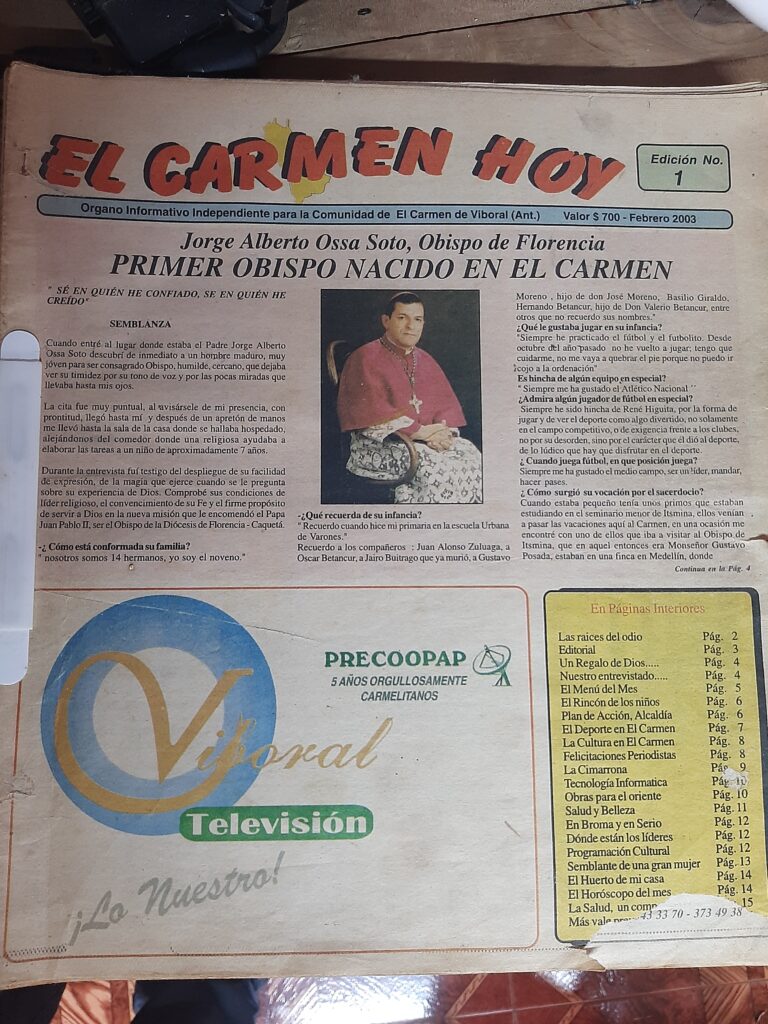 EL CARMEN HOY
Edición No.
1
Organo Informativo Independiente para la Comunidad de El Carmen de Viboral (Ant.) Valor $ 700 - Febrero 2003
Jorge Alberto Ossa Soto, Obispo de Florencia
PRIMER OBISPO NACIDO EN EL CARMEN
" SÉ EN QUIÉN HE CONFIADO, SE EN QUIÉN HE
CREÍDO"
SEMBLANZA
Cuando entré al lugar donde estaba el Padre Jorge Alberto
Ossa Soto descubrí de inmediato a un hombre maduro, muy
jóven para ser consagrado Obispo, humilde, cercano, que dejaba
ver su timidez por su tono de voz y por las pocas miradas que
llevaba hasta mis ojos.
La cita fue muy puntual, al avisársele de mi presencia, con
prontitud, llegó hasta mí y después de un apretón de manos
me llevó hasta la sala de la casa donde se hallaba hospedado,
alejándonos del comedor donde una religiosa ayudaba a
elaborar las tareas a un niño de aproximadamente 7 años.
Durante la entrevista fuí testigo del despliegue de su facilidad
de expresión, de la magia que ejerce cuando se le pregunta
sobre su experiencia de Dios. Comprobé sus condiciones de
líder religioso, el convencimiento de su Fe y el firme propósito
de servir a Dios en la nueva misión que le encomendó el Papa
Juan Pablo II, ser el Obispo de la Diócesis de Florencia - Caquetá.
-¿ Cómo está conformada su familia?
" nosotros somos 14 hermanos, yo soy el noveno."
-¿Qué recuerda de su infancia?
" Recuerdo cuando hice mi primaria en la escuela Urbana
de Varones."
Recuerdo a los compañeros : Juan Alonso Zuluaga, a
Oscar Betancur, a Jairo Buitrago que ya murió, a Gustavo
Moreno , hijo de don José Moreno, Basilio Giraldo,
Hernando Betancur, hijo de Don Valerio Betancur, entre
otros que no recuerdo sus nombres."
¿Qué le gustaba jugar en su infancia?
"Siempre he practicado el fútbol y el futbolito. Desde
octubre del año pasado no he vuelto a jugar; tengo que
cuidarme, no me vaya a quebrar el pie porque no puedo ir
cojo a la ordenación"
Es hincha de algún equipo en especial?
" Siempre me ha gustado el Atlético Nacional "
¿Admira algún jugador de fútbol en especial?
Siempre he sido hincha de René Higuita, por la forma de
jugar y de ver el deporte como algo divertido, no solamente
en el campo competitivo, o de exigencia frente a los clubes,
no por su desorden, sino por el carácter que él dió al deporte,
de lo lúdico que hay que disfrutar en el deporte.
¿ Cuando juega fútbol, en que posición juega?
Siempre me ha gustado el medio campo, ser un líder, mandar,
hacer pases.
¿ Cómo surgió su vocación por el sacerdocio?
Cuando estaba pequeño tenía unos primos que estaban
estudiando en el seminario menor de Itsmina, ellos venían
a pasar las vacaciones aquí al Carmen, en una ocasión me
encontré con uno de ellos que iba a visitar al Obispo de
Itsmina, que en aquel entonces era Monseñor Gustavo
Posada, estaban en una finca en Medellín, donde
Continua en la Pág. 4
PRECOOPAP
5 AÑOS ORGULLOSAMENTE
CARMELITANOS
Viboral
Televisión
¡Lo Nuestro!
En Páginas Interiores
Las raices del odio Pág. 2
Editorial Pág. 3
Un Regalo de Dios..... Pág. 4
Nuestro entrevistado..... Pág. 4
El Menú del Mes Pág. 5
El Rincón de los niños Pág. 6
Plan de Acción, Alcaldía Pág. 6
El Deporte en El Carmen Pág. 7
La Cultura en El Carmen Pág. 8
Felicitaciones Periodistas Pág. 8
La Cimarrona Pág. 9
Tecnología Informatica Pág. 10
Obras para el oriente Pág. 10
Salud y Belleza Pág. 11
En Broma y en Serio Pág. 12
Dónde están los líderes Pág. 12
Programación Cultural Pág. 12
Semblante de una gran mujer Pág. 13
El Huerto de mi casa Pág. 14
El Horóscopo del mes Pág. 14
La Salud, un 15
Más vale 43 33 70 - 373 49 38